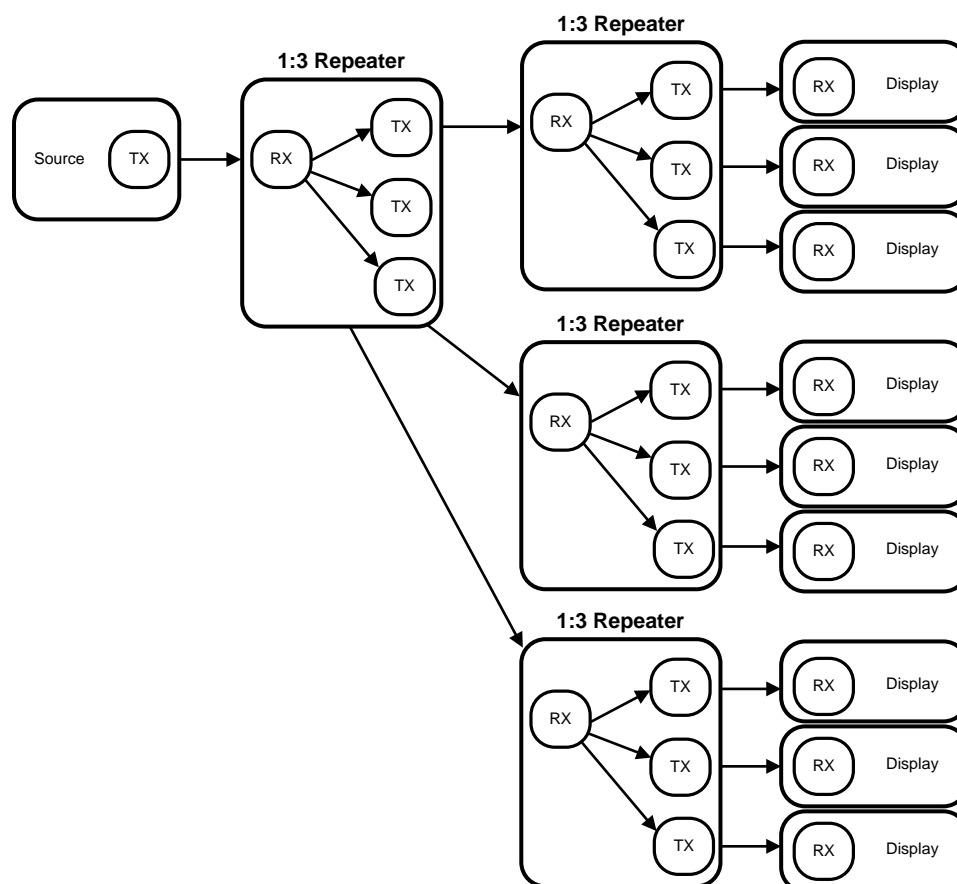 1:3 Repeater
Source
TX
RX
TX
TX
TX
1:3 Repeater
RX
TX
TX
TX
RX Display
RX Display
RX Display
1:3 Repeater
RX
TX
TX
TX
RX Display
RX Display
RX Display
1:3 Repeater
RX
TX
TX
TX
RX Display
RX Display
RX Display